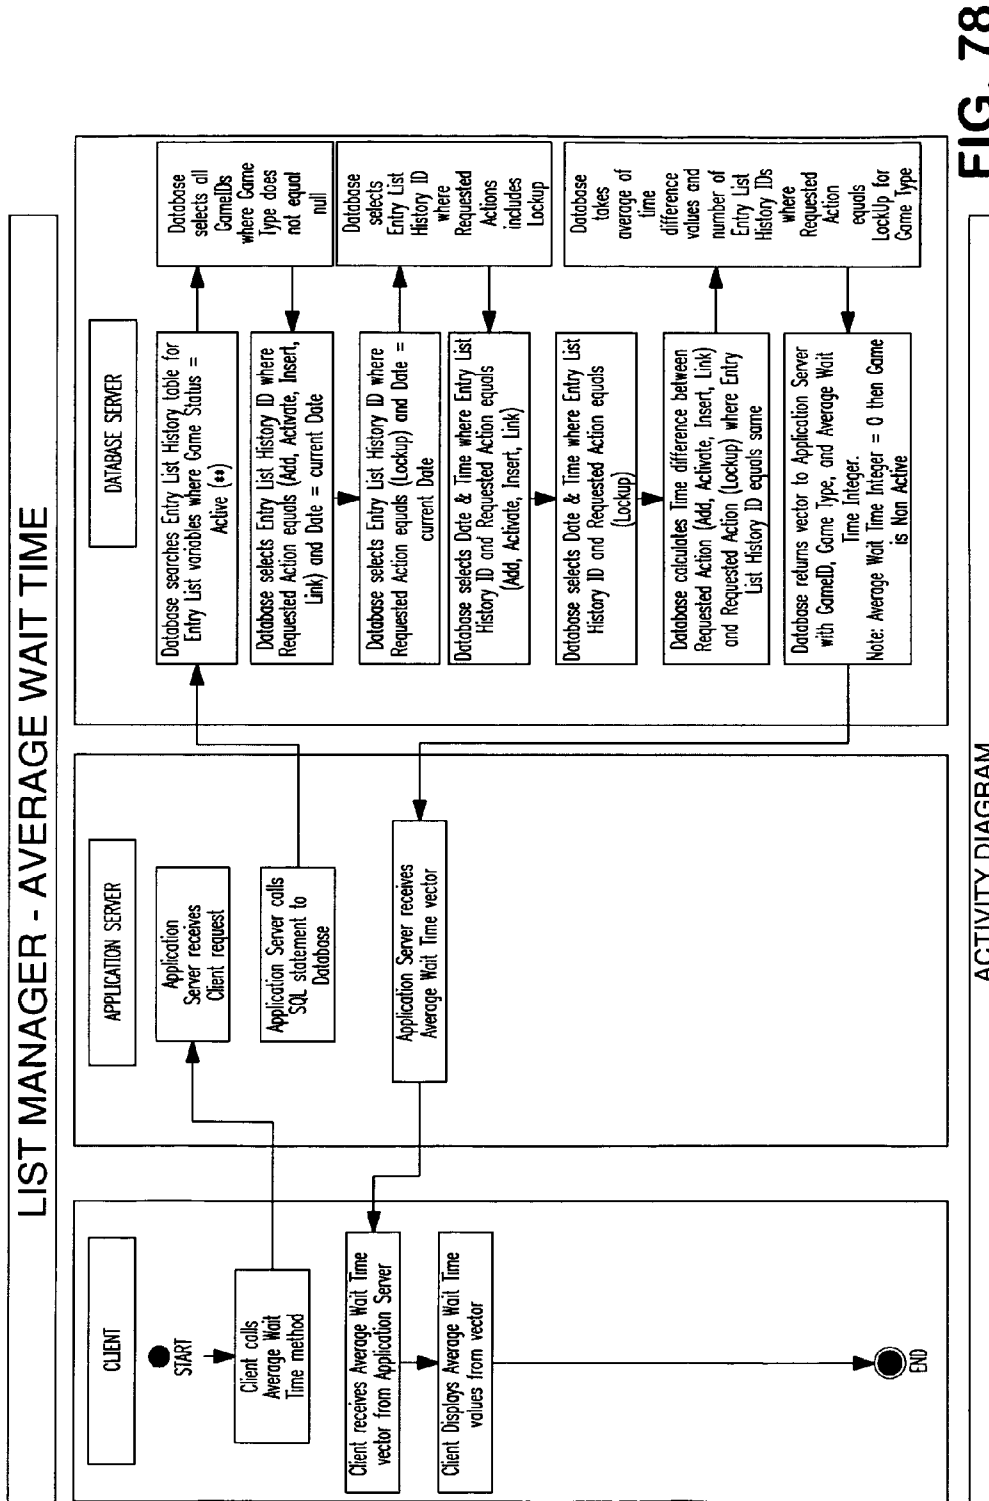 LIST MANAGER - AVERAGE WAIT TIME
CLIENT
START
Client calls
Average Wait
Time method
Client receives Average Wait Time
vector from Application Server
Client Displays Average Wait Time
values from vector
END
APPLICATION SERVER
Application
Server receives
Client request
Application Server calls
SQL statement to
Database
Application Server receives
Average Wait Time vector
DATABASE SERVER
Database searches Entry List History table for
Entry List variables where Game Status =
Active (**)
Database
selects all
GameIDs
where Game
Type does
not equal
null
Database selects Entry List History ID where
Requested Action equals (Add, Activate, Insert,
Link) and Date = current Date
Database selects Entry List History ID where
Requested Action equals (Lockup) and Date =
current Date
Database
selects
Entry List
History ID
where
Requested
Actions
includes
Lockup
Database selects Date & Time where Entry List
History ID and Requested Action equals
(Add, Activate, Insert, Link)
Database selects Date & Time where Entry List
History ID and Requested Action equals
(Lockup)
Database calculates Time difference between
Requested Action (Add, Activate, Insert, Link)
and Requested Action (Lockup) where Entry
List History ID equals same
Database
takes
average of
time
difference
values and
number of
Entry List
History IDs
where
Requested
Action
equals
LockUp for
Game Type
Database returns vector to Application Server
with GameID, Game Type, and Average Wait
Time Integer.
Note: Average Wait Time Integer = 0 then Game
is Non Active
ACTIVITY DIAGRAM
FIG. 78